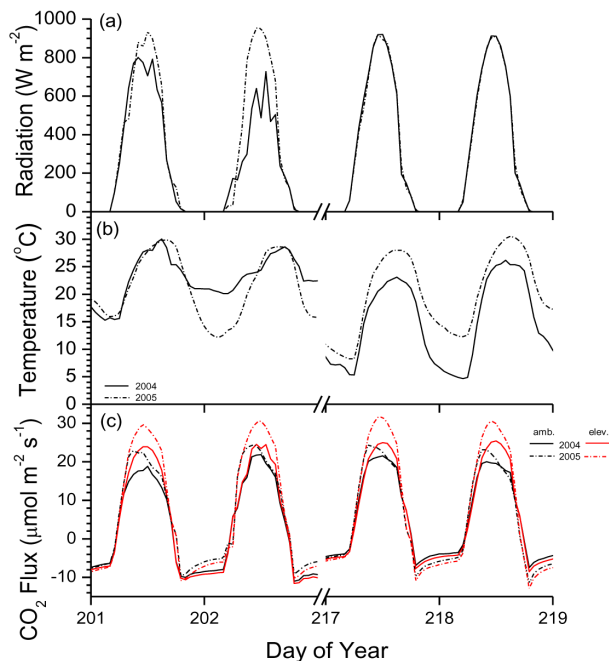 (a)
Radiation (W m-2)
1000
800
600
400
200
0
(b)
Temperature (°C)
30
25
20
15
10
5
0
2004
2005
(c)
CO2 Flux (μmol m-2 s-1)
30
20
10
0
-10
amb. elev.
2004
2005
201 202 217 218 219
Day of Year